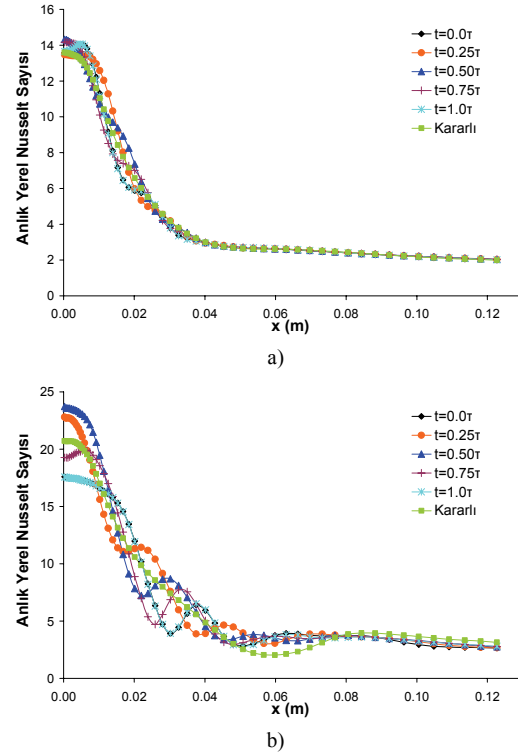 16
14
12
10
8
6
4
2
0
Anlık Yerel Nusselt Sayısı
t=0.0τ
t=0.25τ
t=0.50τ
t=0.75τ
t=1.0τ
Kararlı
0.00 0.02 0.04 0.06 0.08 0.10 0.12
x (m)
a)
25
20
15
10
5
0
Anlık Yerel Nusselt Sayısı
t=0.0τ
t=0.25τ
t=0.50τ
t=0.75τ
t=1.0τ
Kararlı
0.00 0.02 0.04 0.06 0.08 0.10 0.12
x (m)
b)